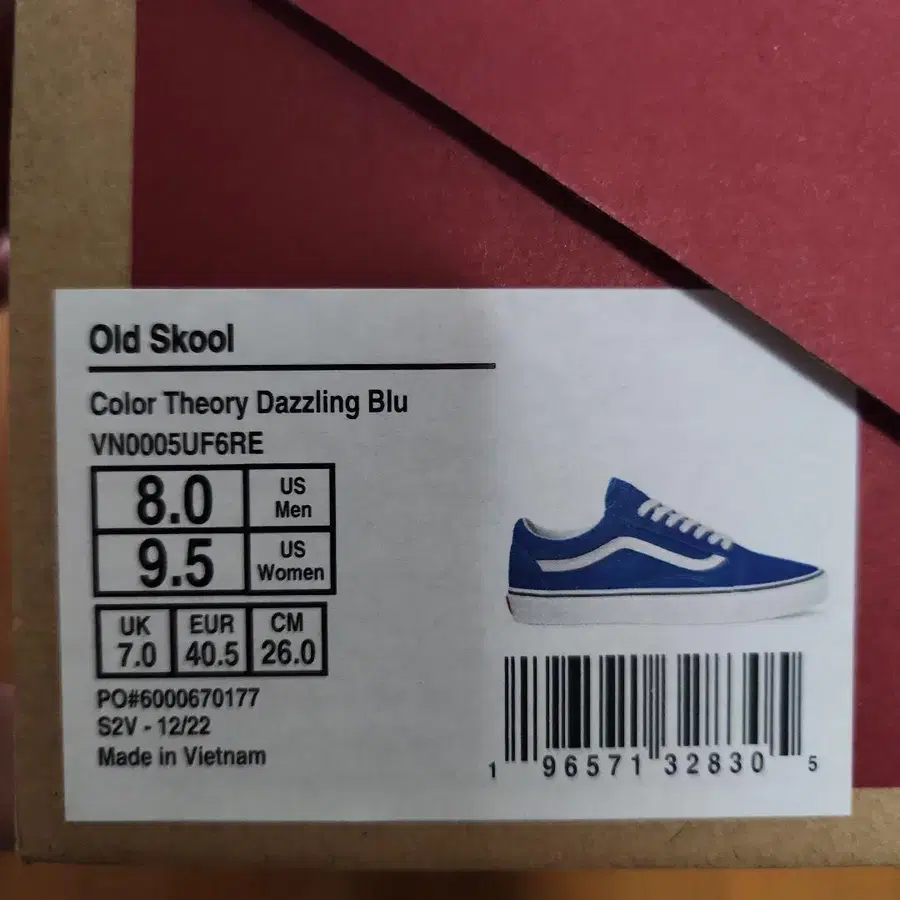 Old Skool
Color Theory Dazzling Blu
VN0005UF6RE
8.0 US Men
9.5 US Women
UK EUR CM
7.0 40.5 26.0
PO#6000670177
S2V - 12/22
Made in Vietnam
1 96571 32830 5